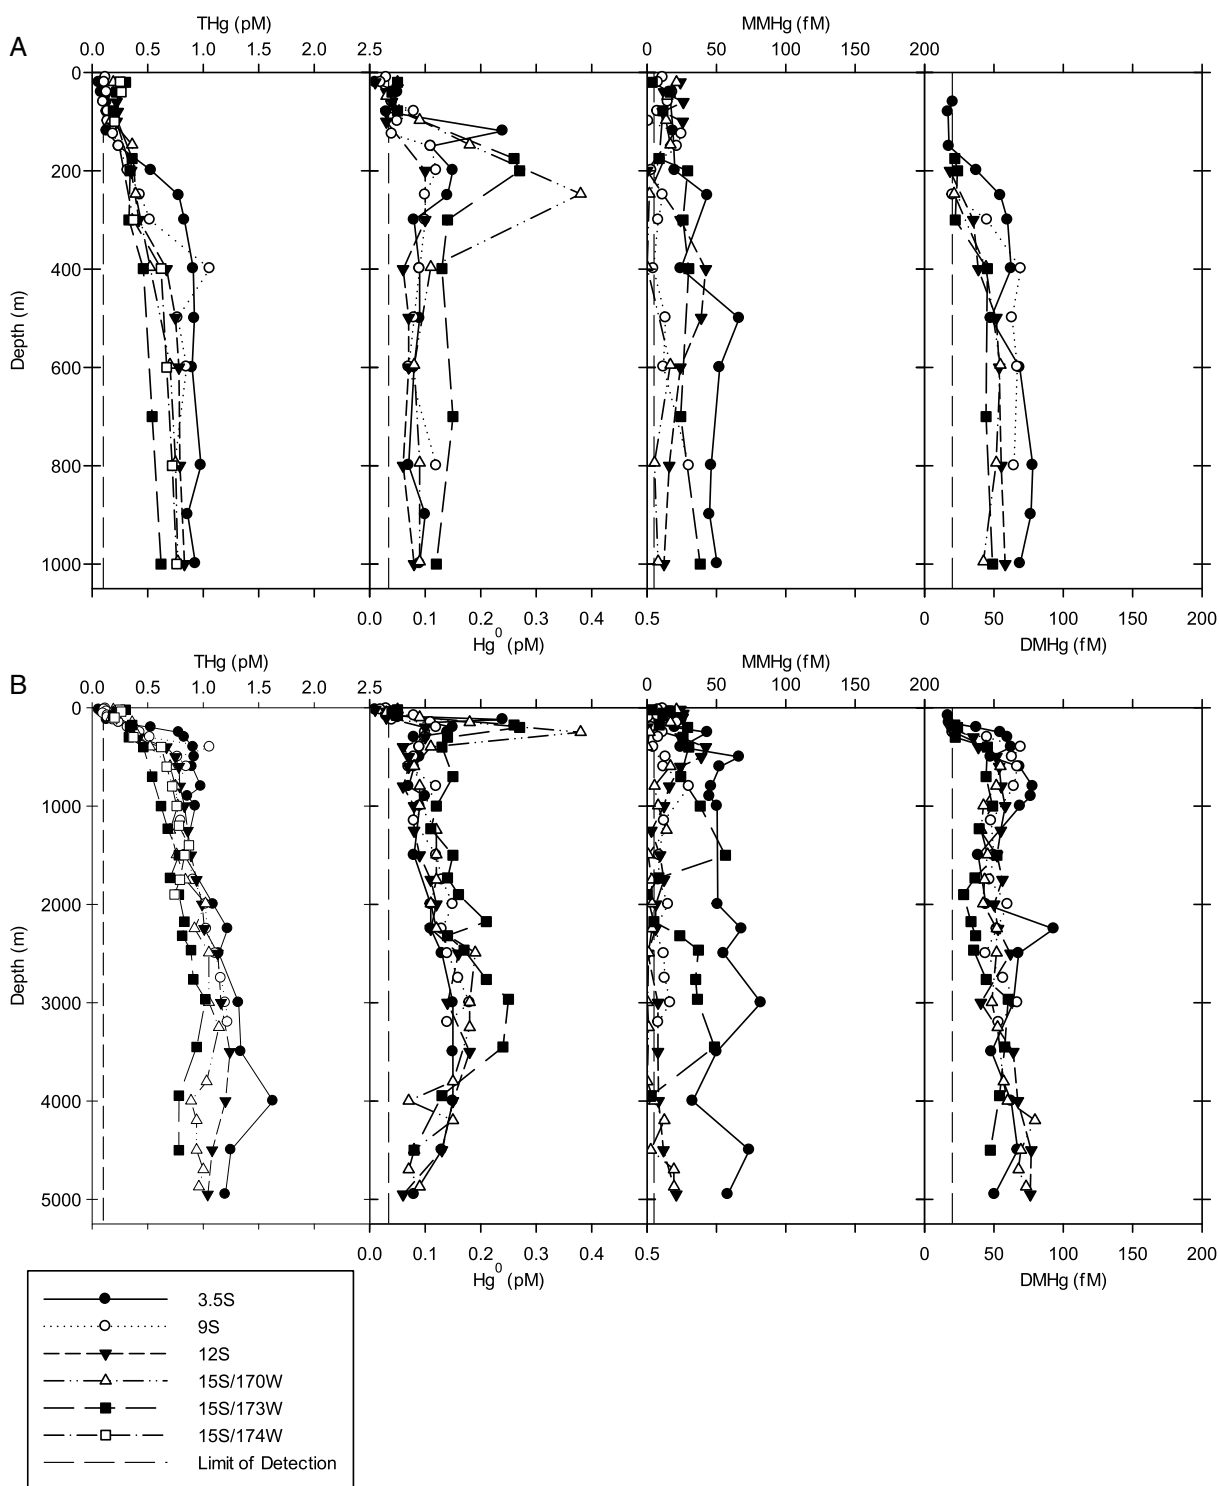 THg (pM) MMHg (fM)
A
0.0 0.5 1.0 1.5 2.0 2.5 0 50 100 150 200
0
200
400
600
800
1000
Depth (m)
0.0 0.1 0.2 0.3 0.4 0.5 0 50 100 150 200
Hg0 (pM) DMHg (fM)
THg (pM) MMHg (fM)
B
0.0 0.5 1.0 1.5 2.0 2.5 0 50 100 150 200
0
1000
2000
3000
4000
5000
Depth (m)
0.0 0.1 0.2 0.3 0.4 0.5 0 50 100 150 200
Hg0 (pM) DMHg (fM)
3.5S
9S
12S
15S/170W
15S/173W
15S/174W
Limit of Detection